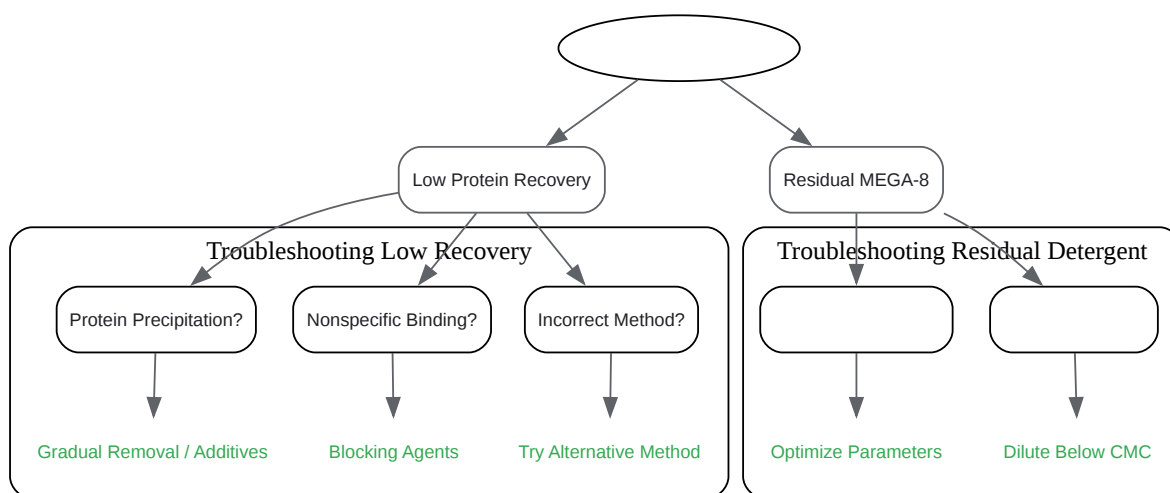 Low Protein Recovery
Residual MEGA-8
Troubleshooting Low Recovery
Troubleshooting Residual Detergent
Protein Precipitation?
Nonspecific Binding?
Incorrect Method?
Gradual Removal / Additives
Blocking Agents
Try Alternative Method
Optimize Parameters
Dilute Below CMC